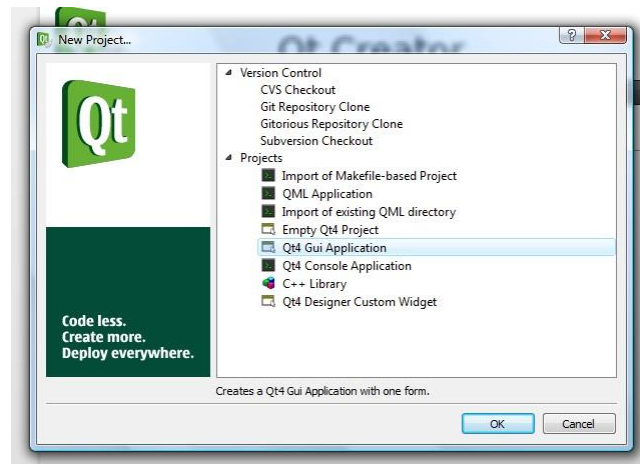 Qt Creator
New Project...
Qt
Version Control
CVS Checkout
Git Repository Clone
Gitorious Repository Clone
Subversion Checkout
Projects
Import of Makefile-based Project
QML Application
Import of existing QML directory
Empty Qt4 Project
Qt4 Gui Application
Qt4 Console Application
C++ Library
Qt4 Designer Custom Widget
Code less.
Create more.
Deploy everywhere.
Creates a Qt4 Gui Application with one form.
OK
Cancel